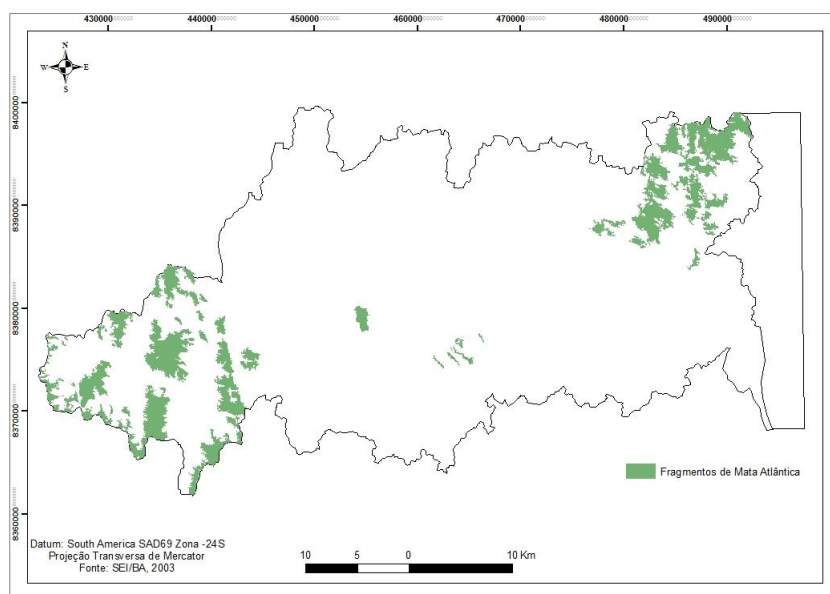 430000 440000 450000 460000 470000 480000 490000
N
W E
S
8400000
8390000
8380000
8370000
8360000
Fragmentos de Mata Atlântica
Datum: South America SAD69 Zona -24S
Projeção Transversa de Mercator
Fonte: SEI/BA, 2003
10 5 0 10 Km